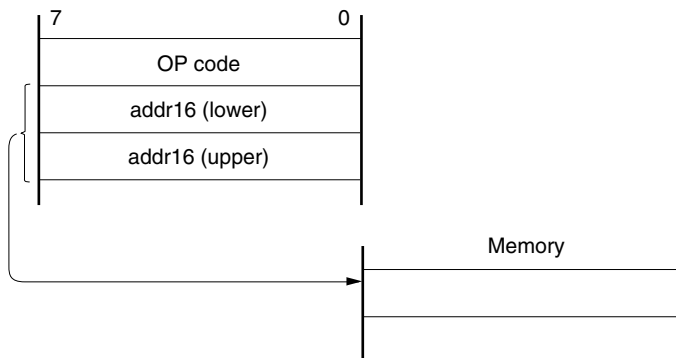 7 0
OP code
addr16 (lower)
addr16 (upper)
Memory